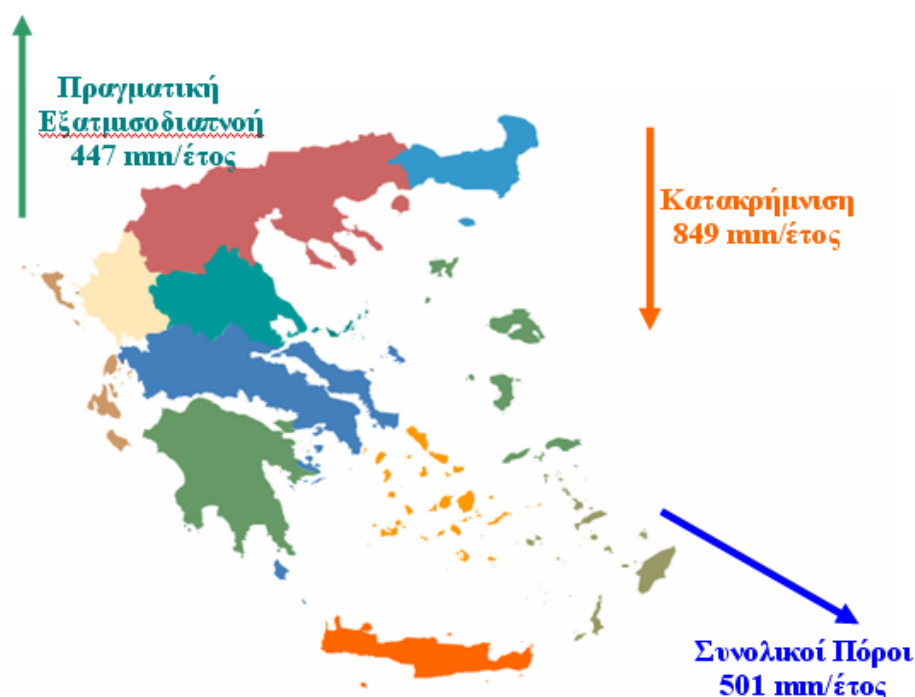 Πραγματική
Εξατμισοδιαπνοή
447 mm/έτος
Κατακρήμνιση
849 mm/έτος
Συνολικοί Πόροι
501 mm/έτος